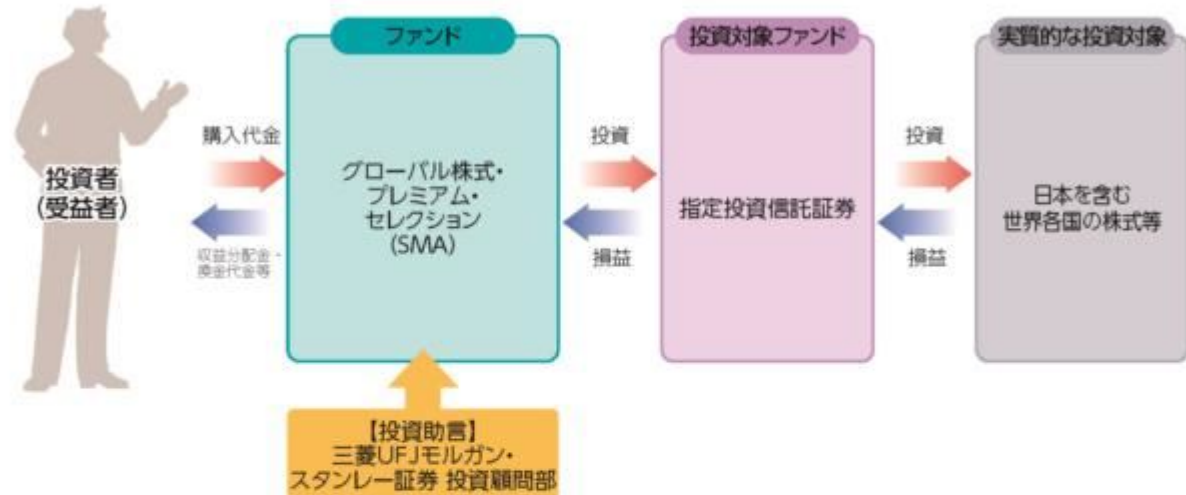 ファンド
投資対象ファンド
実質的な投資対象
購入代金
投資
投資
投資者
(受益者)
グローバル株式・
プレミアム・
セレクション
(SMA)
指定投資信託証券
日本を含む
世界各国の株式等
収益分配金・
換金代金等
損益
損益
【投資助言】
三菱UFJモルガン・
スタンレー証券 投資顧問部